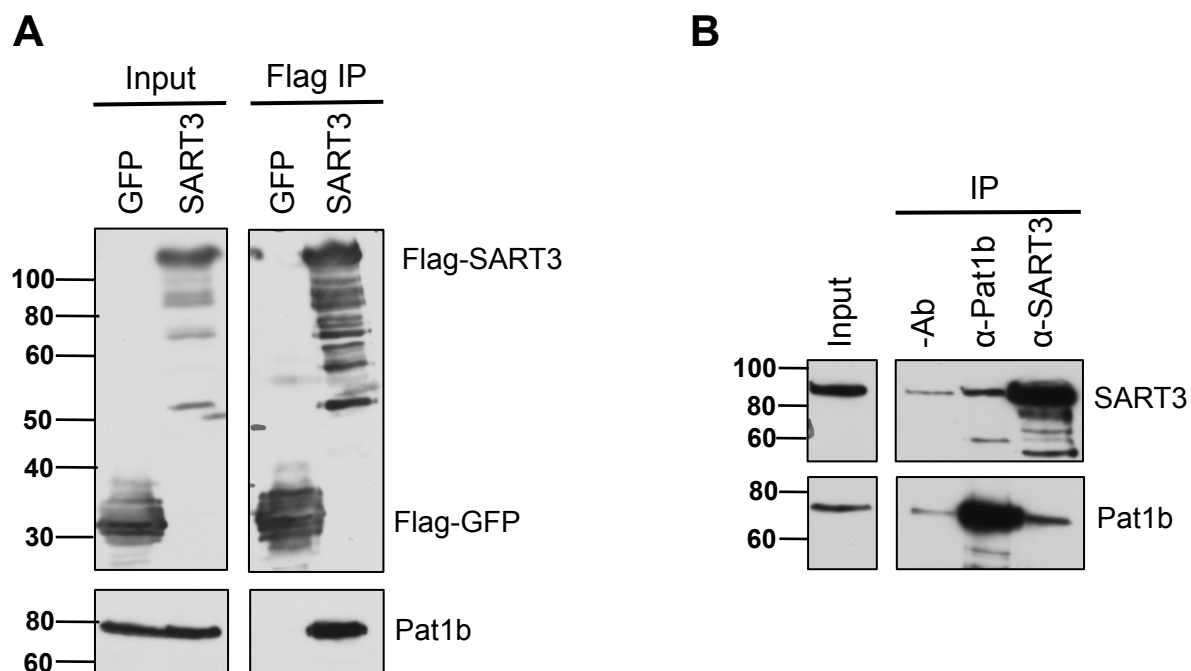 A
Input
Flag IP
GFP
SART3
GFP
SART3
Flag-SART3
100
80
60
50
40
30
Flag-GFP
80
60
Pat1b
B
IP
Input
-Ab
α-Pat1b
α-SART3
100
80
60
SART3
80
60
Pat1b